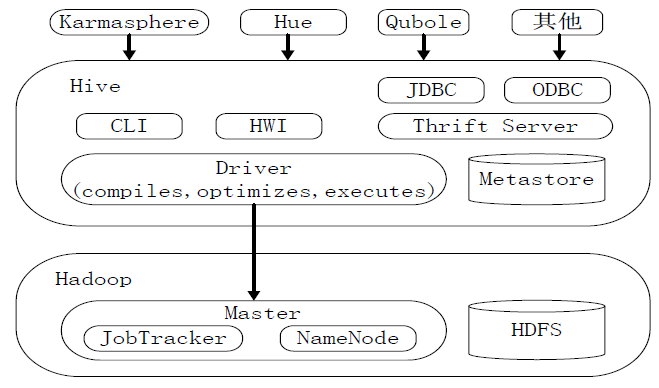 Karmasphere
Hue
Qubole
其他
Hive
JDBC
ODBC
CLI
HWI
Thrift Server
Driver
(compiles,optimizes,executes)
Metastore
Hadoop
Master
JobTracker
NameNode
HDFS